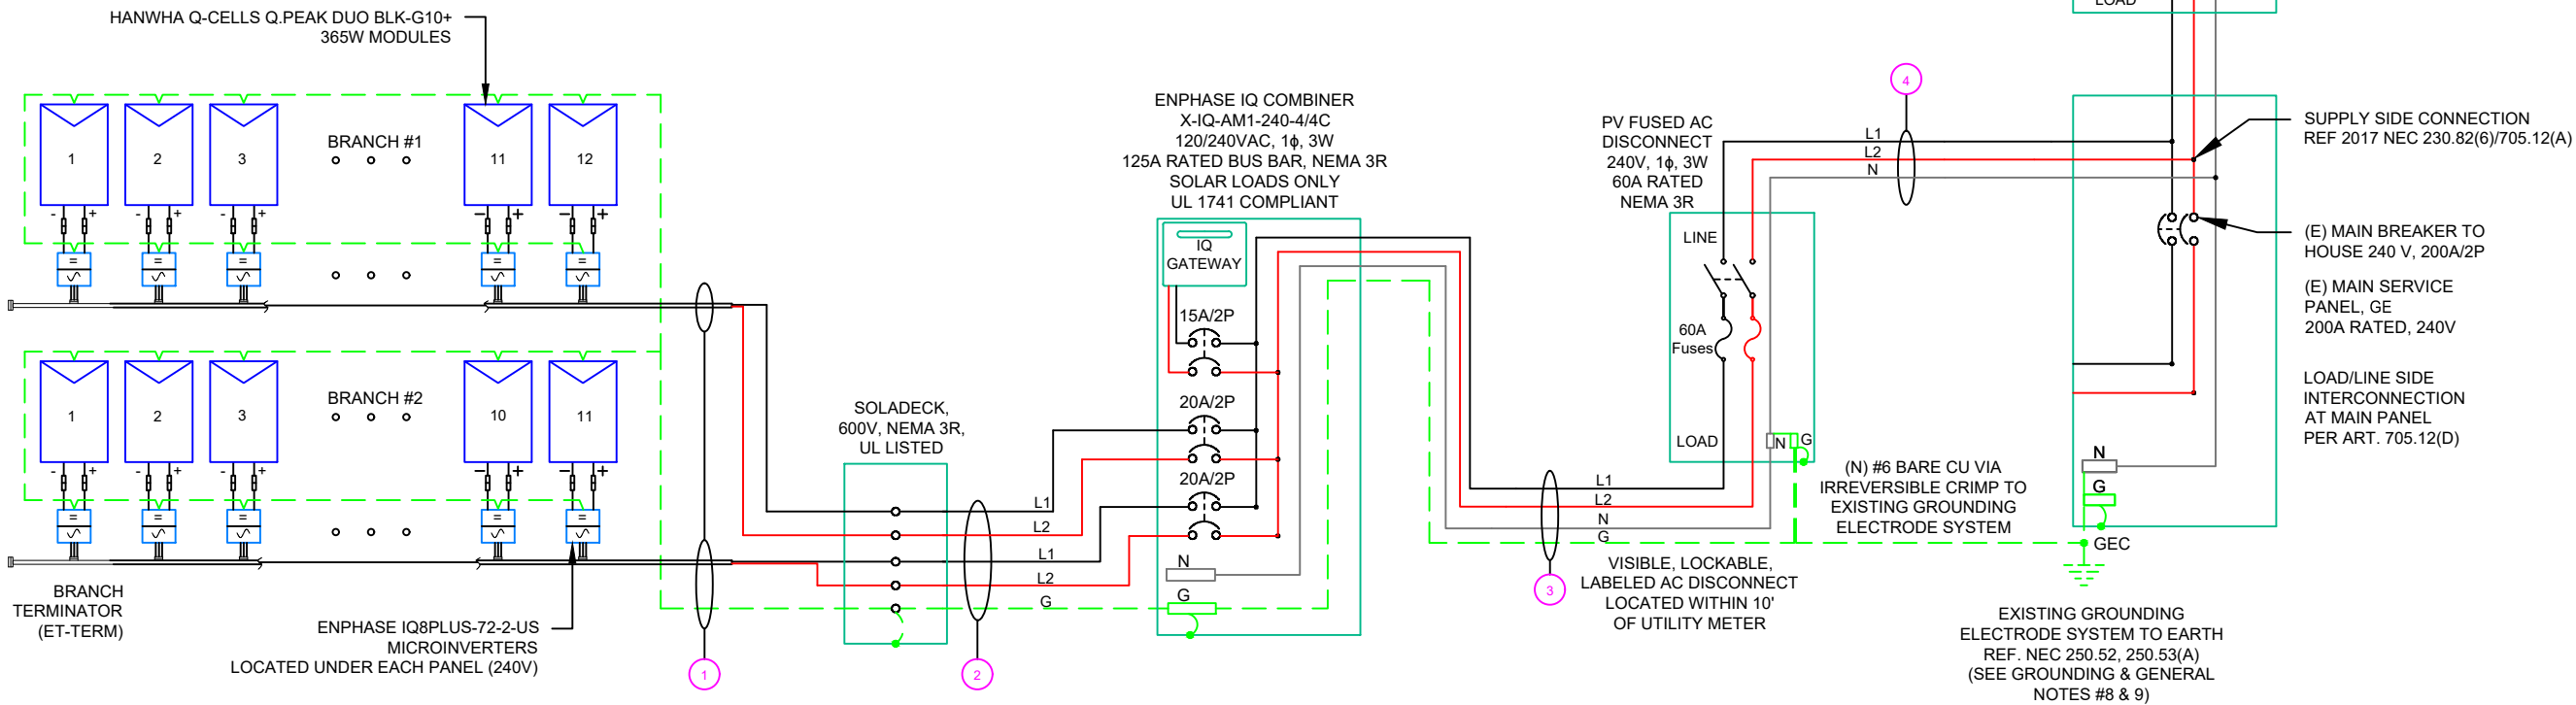 HANWHA Q-CELLS Q.PEAK DUO BLK-G10+
365W MODULES
1
2
3
BRANCH #1
11
12
- +
- +
- +
- +
- +
1
2
3
BRANCH #2
10
11
- +
- +
- +
- +
- +
BRANCH
TERMINATOR
(ET-TERM)
ENPHASE IQ8PLUS-72-2-US
MICROINVERTERS
LOCATED UNDER EACH PANEL (240V)
1
SOLADECK,
600V, NEMA 3R,
UL LISTED
L1
L2
L1
L2
G
2
ENPHASE IQ COMBINER
X-IQ-AM1-240-4/4C
120/240VAC, 1ϕ, 3W
125A RATED BUS BAR, NEMA 3R
SOLAR LOADS ONLY
UL 1741 COMPLIANT
IQ
GATEWAY
15A/2P
20A/2P
20A/2P
N
G
L1
L2
N
G
3
PV FUSED AC
DISCONNECT
240V, 1ϕ, 3W
60A RATED
NEMA 3R
LINE
60A
Fuses
LOAD
N G
VISIBLE, LOCKABLE,
LABELED AC DISCONNECT
LOCATED WITHIN 10'
OF UTILITY METER
(N) #6 BARE CU VIA
IRREVERSIBLE CRIMP TO
EXISTING GROUNDING
ELECTRODE SYSTEM
4
L1
L2
N
LOAD
SUPPLY SIDE CONNECTION
REF 2017 NEC 230.82(6)/705.12(A)
(E) MAIN BREAKER TO
HOUSE 240 V, 200A/2P
(E) MAIN SERVICE
PANEL, GE
200A RATED, 240V
LOAD/LINE SIDE
INTERCONNECTION
AT MAIN PANEL
PER ART. 705.12(D)
N
G
GEC
EXISTING GROUNDING
ELECTRODE SYSTEM TO EARTH
REF. NEC 250.52, 250.53(A)
(SEE GROUNDING & GENERAL
NOTES #8 & 9)